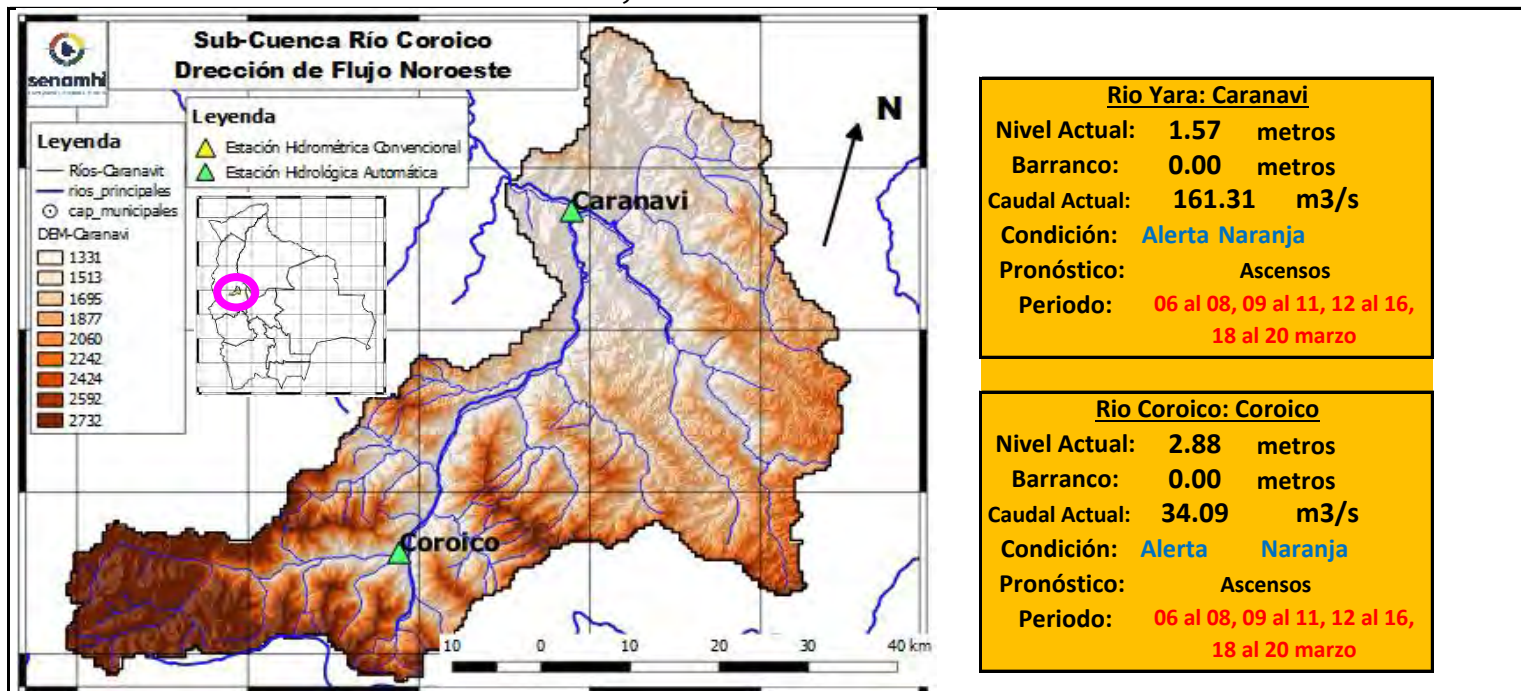 Sub-Cuenca Río Coroico
Drección de Flujo Noroeste
senamhi
Leyenda
Estación Hidrométrica Convencional
Estación Hidrológica Automática
Leyenda
Ríos-Caranavit
rios_principales
cap_municipales
DEM-Caranavi
1331
1513
1695
1877
2060
2242
2424
2592
2732
N
Caranavi
Coroico
10 0 10 20 30 40 km
Rio Yara: Caranavi
Nivel Actual: 1.57 metros
Barranco: 0.00 metros
Caudal Actual: 161.31 m3/s
Condición: Alerta Naranja
Pronóstico: Ascensos
Periodo: 06 al 08, 09 al 11, 12 al 16,
18 al 20 marzo
Rio Coroico: Coroico
Nivel Actual: 2.88 metros
Barranco: 0.00 metros
Caudal Actual: 34.09 m3/s
Condición: Alerta Naranja
Pronóstico: Ascensos
Periodo: 06 al 08, 09 al 11, 12 al 16,
18 al 20 marzo